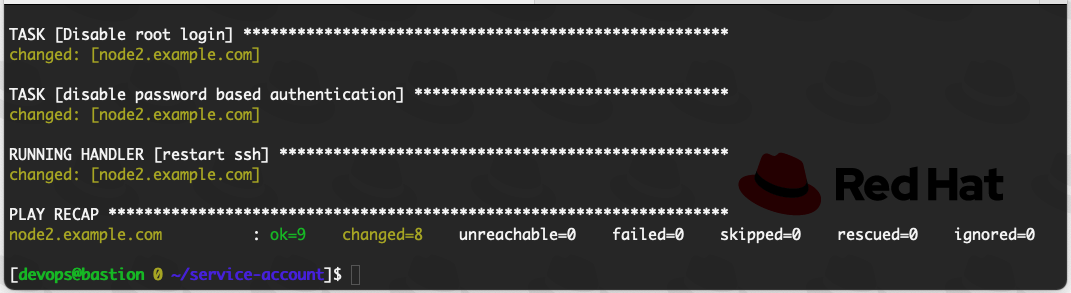 TASK [Disable root login] ******************************************************
changed: [node2.example.com]
TASK [disable password based authentication] ***********************************
changed: [node2.example.com]
RUNNING HANDLER [restart ssh] **************************************************
changed: [node2.example.com]
Red Hat
PLAY RECAP *********************************************************************
node2.example.com          : ok=9    changed=8    unreachable=0    failed=0    skipped=0    rescued=0    ignored=0
[devops@bastion 0 ~/service-account]$